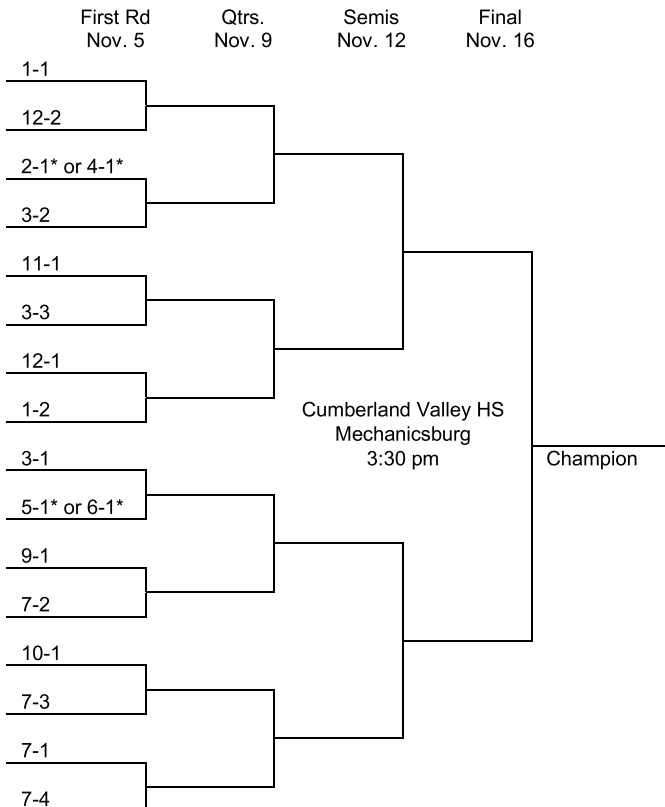 First Rd Qtrs. Semis Final
Nov. 5 Nov. 9 Nov. 12 Nov. 16
1-1
12-2
2-1* or 4-1*
3-2
11-1
3-3
12-1
1-2
Cumberland Valley HS
Mechanicsburg
3:30 pm
Champion
3-1
5-1* or 6-1*
9-1
7-2
10-1
7-3
7-1
7-4